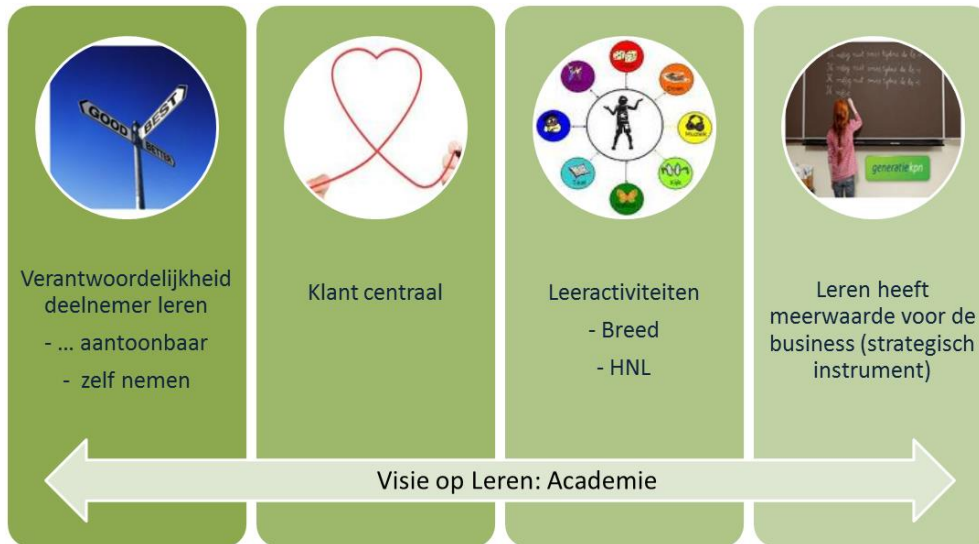 GOOD
BEST
BETTER
generatiekpn
Verantwoordelijkheid
deelnemer leren
- ... aantoonbaar
- zelf nemen
Klant centraal
Leeractiviteiten
- Breed
- HNL
Leren heeft
meerwaarde voor de
business (strategisch
instrument)
Visie op Leren: Academie